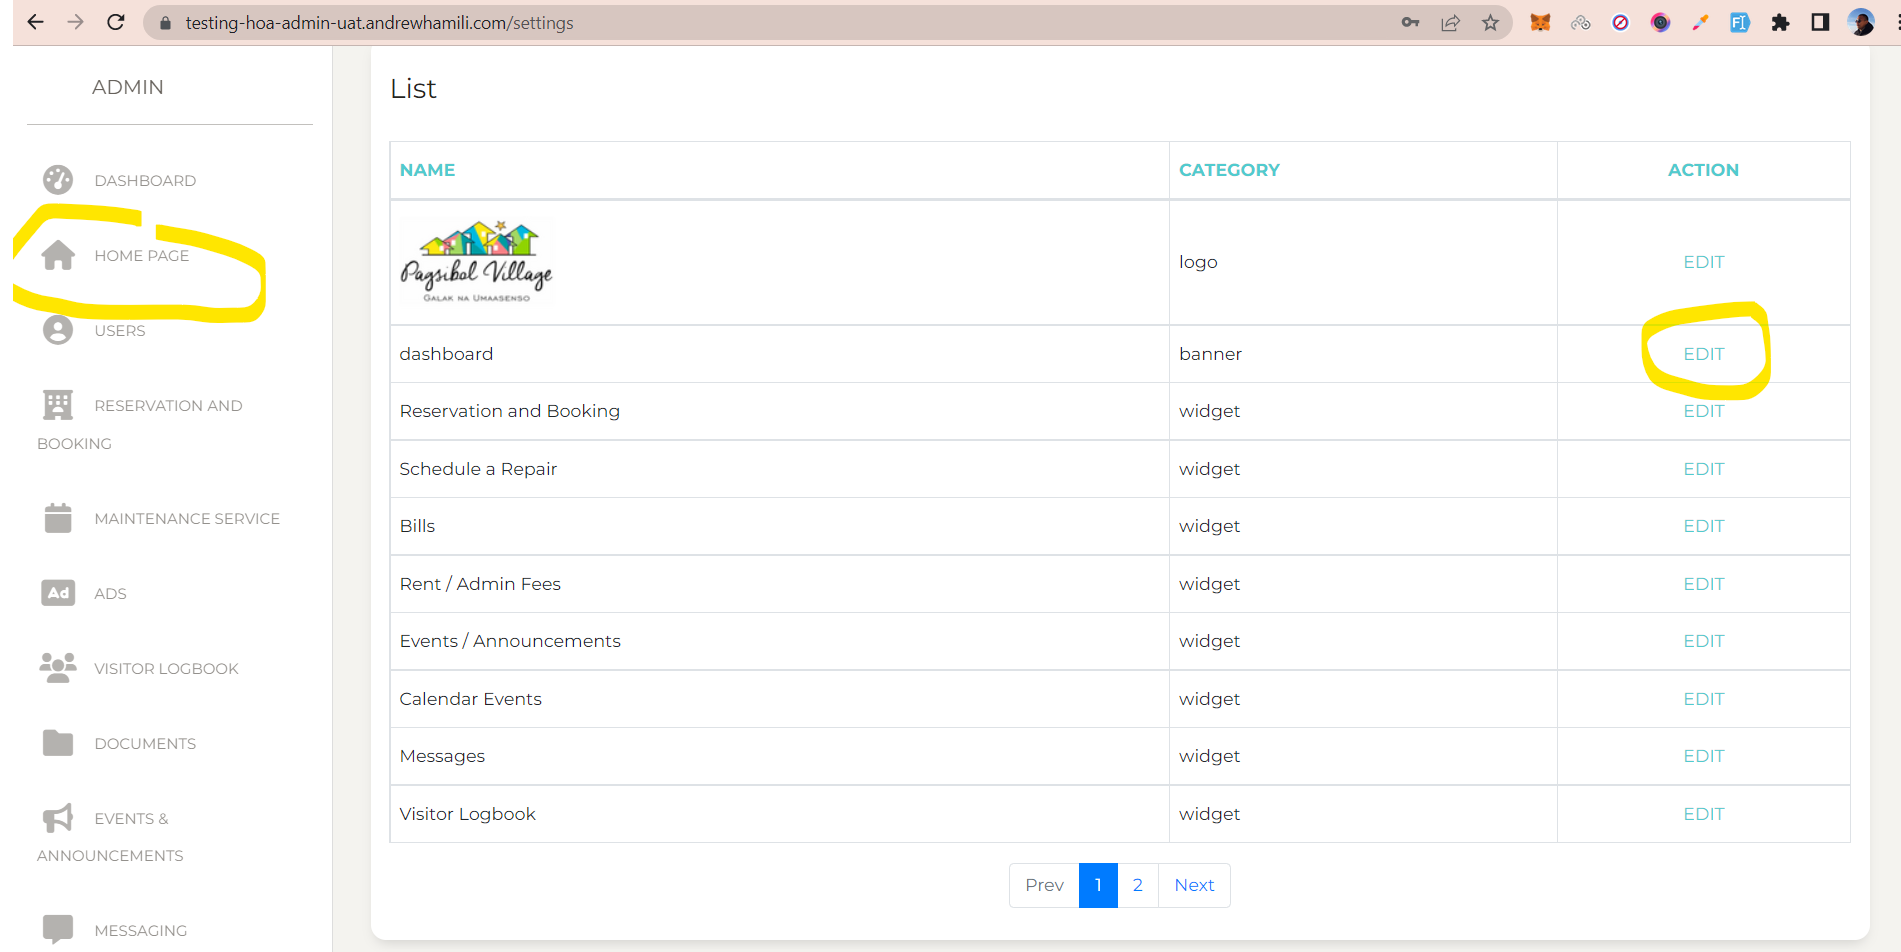 testing-hoa-admin-uat.andrewhamili.com/settings
ADMIN
DASHBOARD
HOME PAGE
USERS
RESERVATION AND
BOOKING
MAINTENANCE SERVICE
Ad ADS
VISITOR LOGBOOK
DOCUMENTS
EVENTS &
ANNOUNCEMENTS
MESSAGING
List
NAME CATEGORY ACTION
Pagsibol Village
GALAK NA UMAASENSO
logo EDIT
dashboard banner EDIT
Reservation and Booking widget EDIT
Schedule a Repair widget EDIT
Bills widget EDIT
Rent / Admin Fees widget EDIT
Events / Announcements widget EDIT
Calendar Events widget EDIT
Messages widget EDIT
Visitor Logbook widget EDIT
Prev 1 2 Next